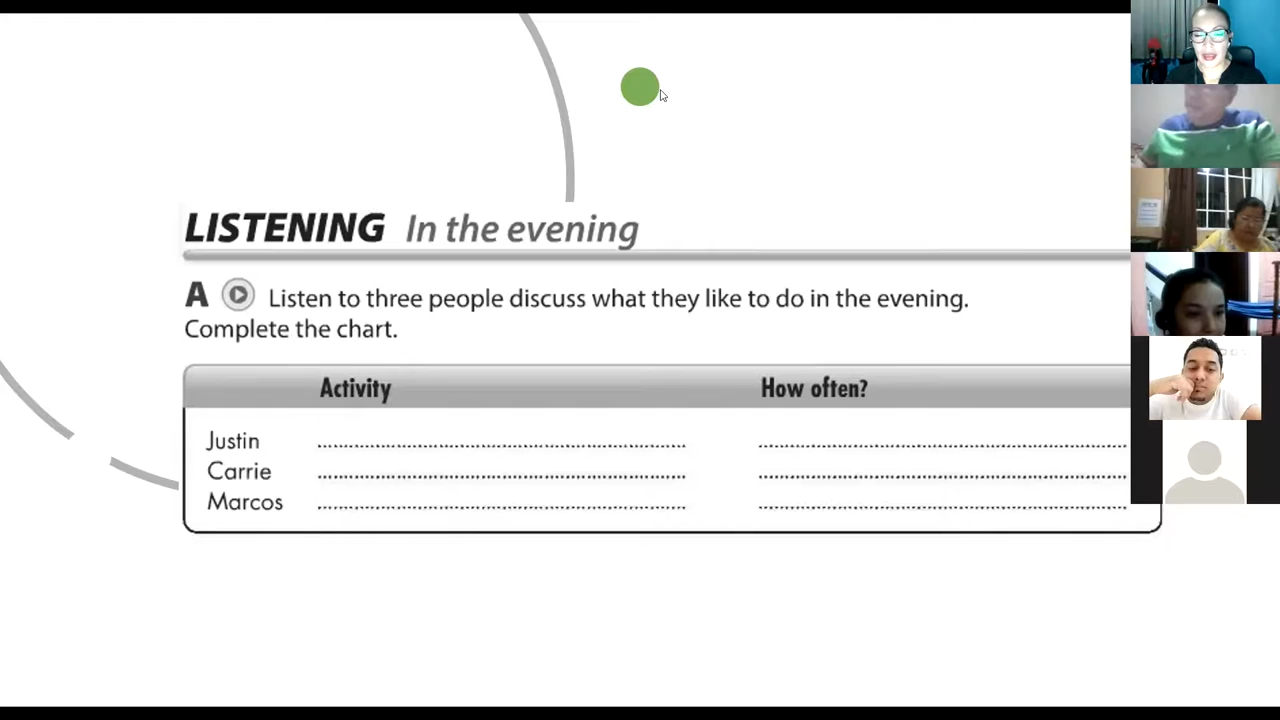 LISTENING In the evening
A Listen to three people discuss what they like to do in the evening.
Complete the chart.
Activity How often?
Justin
Carrie
Marcos